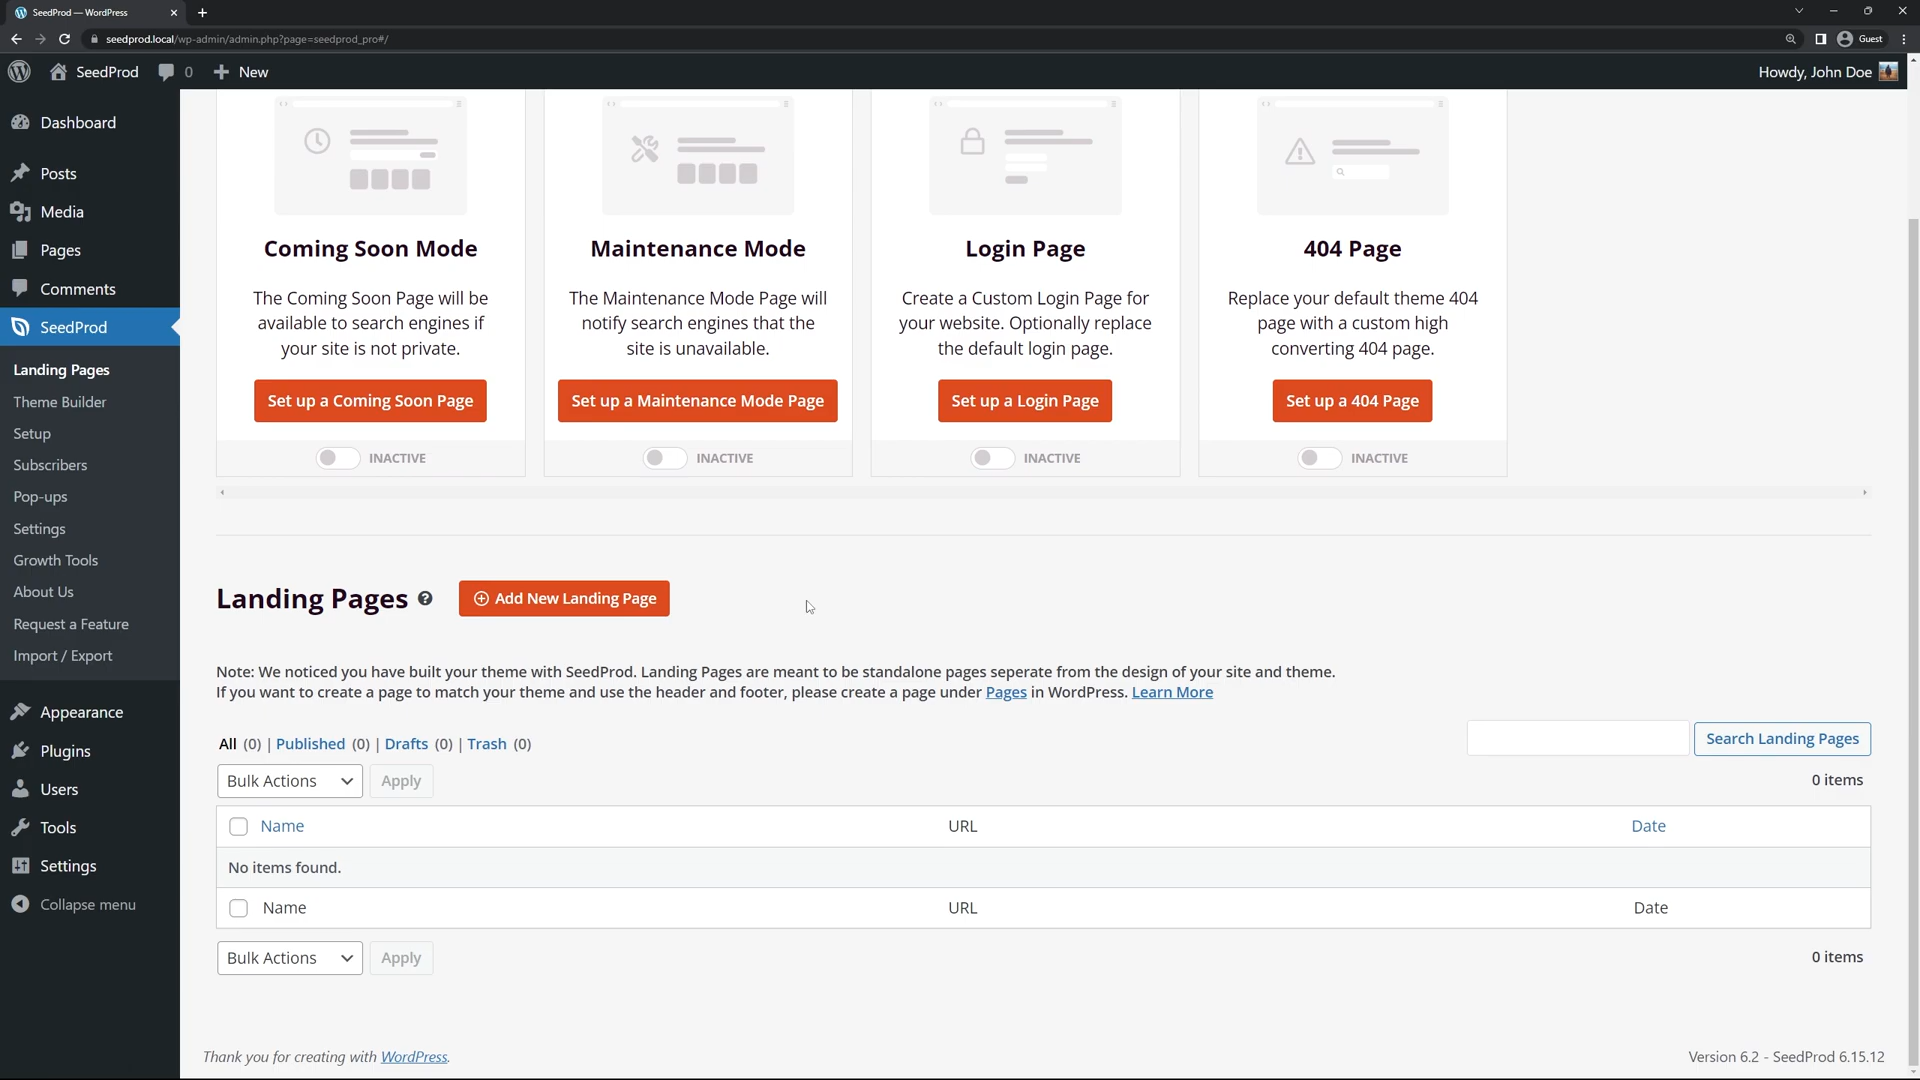 SeedProd — WordPress
seedprod.local/wp-admin/admin.php?page=seedprod_pro#/
Guest
SeedProd
0
New
Howdy, John Doe
Dashboard
Posts
Media
Pages
Comments
SeedProd
Landing Pages
Theme Builder
Setup
Subscribers
Pop-ups
Settings
Growth Tools
About Us
Request a Feature
Import / Export
Appearance
Plugins
Users
Tools
Settings
Collapse menu
Coming Soon Mode
The Coming Soon Page will be
available to search engines if
your site is not private.
Set up a Coming Soon Page
INACTIVE
Maintenance Mode
The Maintenance Mode Page will
notify search engines that the
site is unavailable.
Set up a Maintenance Mode Page
INACTIVE
Login Page
Create a Custom Login Page for
your website. Optionally replace
the default login page.
Set up a Login Page
INACTIVE
404 Page
Replace your default theme 404
page with a custom high
converting 404 page.
Set up a 404 Page
INACTIVE
Landing Pages ?
Add New Landing Page
Note: We noticed you have built your theme with SeedProd. Landing Pages are meant to be standalone pages seperate from the design of your site and theme.
If you want to create a page to match your theme and use the header and footer, please create a page under Pages in WordPress. Learn More
All (0) | Published (0) | Drafts (0) | Trash (0)
Search Landing Pages
Bulk Actions Apply
0 items
Name URL Date
No items found.
Name URL Date
Bulk Actions Apply
0 items
Thank you for creating with WordPress.
Version 6.2 - SeedProd 6.15.12